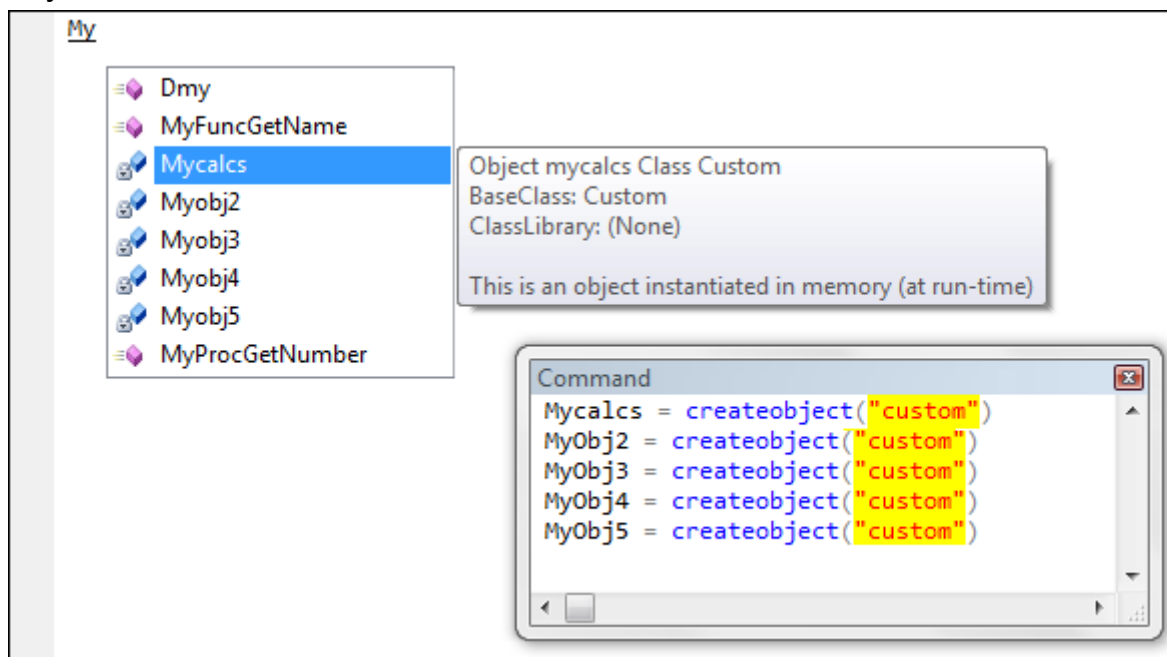 My
Dmy
MyFuncGetName
Mycalcs
Myobj2
Myobj3
Myobj4
Myobj5
MyProcGetNumber
Object mycalcs Class Custom
BaseClass: Custom
ClassLibrary: (None)
This is an object instantiated in memory (at run-time)
Command
Mycalcs = createobject("custom")
MyObj2 = createobject("custom")
MyObj3 = createobject("custom")
MyObj4 = createobject("custom")
MyObj5 = createobject("custom")